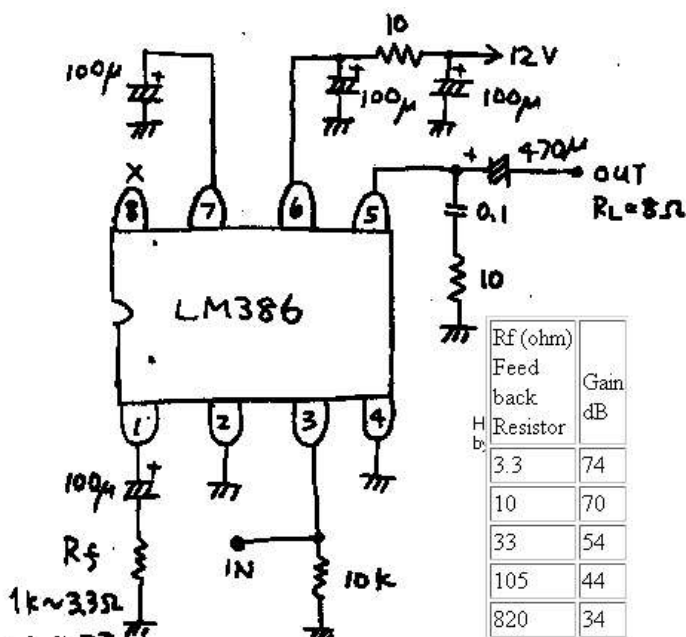 10
100μ
+
12V
+
100μ
+
100μ
+
470μ
OUT
RL=8Ω
X
8
7
6
5
0.1
10
LM386
1
2
3
4
100μ
+
Rf
1k~3.3Ω
IN
10k
Rf (ohm)
Feed
back
Resistor
Gain
dB
3.3 74
10 70
33 54
105 44
820 34